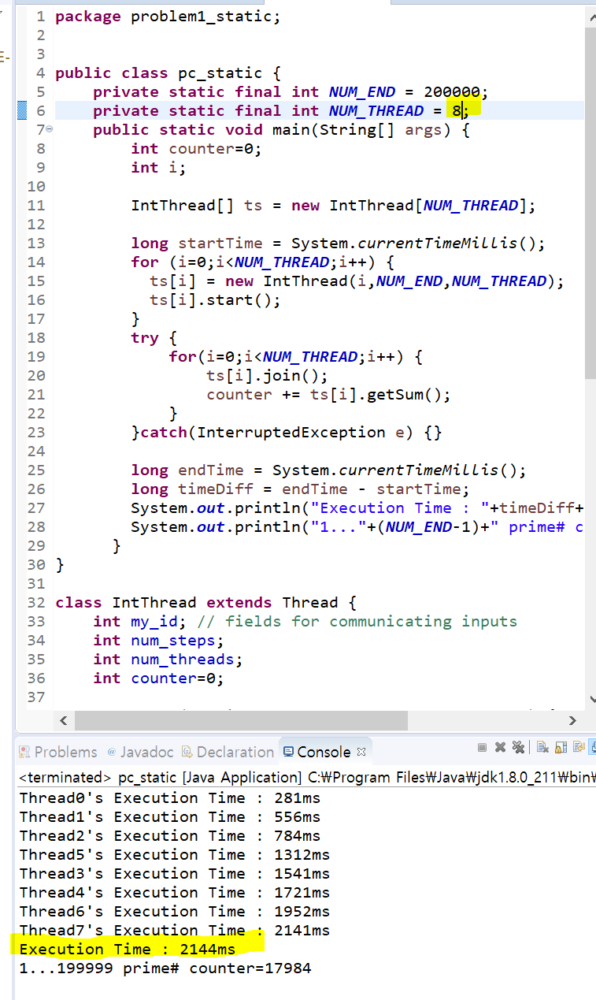 1 package problem1_static;
2
3
4 public class pc_static {
5     private static final int NUM_END = 200000;
6     private static final int NUM_THREAD = 8;
7     public static void main(String[] args) {
8         int counter=0;
9         int i;
10
11         IntThread[] ts = new IntThread[NUM_THREAD];
12
13         long startTime = System.currentTimeMillis();
14         for (i=0;i<NUM_THREAD;i++) {
15           ts[i] = new IntThread(i,NUM_END,NUM_THREAD);
16           ts[i].start();
17         }
18         try {
19             for(i=0;i<NUM_THREAD;i++) {
20                 ts[i].join();
21                 counter += ts[i].getSum();
22             }
23         }catch(InterruptedException e) {}
24
25         long endTime = System.currentTimeMillis();
26         long timeDiff = endTime - startTime;
27         System.out.println("Execution Time : "+timeDiff+
28         System.out.println("1..."+(NUM_END-1)+" prime# c
29       }
30 }
31
32 class IntThread extends Thread {
33     int my_id; // fields for communicating inputs
34     int num_steps;
35     int num_threads;
36     int counter=0;
37
Problems @ Javadoc Declaration Console
<terminated> pc_static [Java Application] C:₩Program Files₩Java₩jdk1.8.0_211₩bin₩
Thread0's Execution Time : 281ms
Thread1's Execution Time : 556ms
Thread2's Execution Time : 784ms
Thread5's Execution Time : 1312ms
Thread3's Execution Time : 1541ms
Thread4's Execution Time : 1721ms
Thread6's Execution Time : 1952ms
Thread7's Execution Time : 2141ms
Execution Time : 2144ms
1...199999 prime# counter=17984